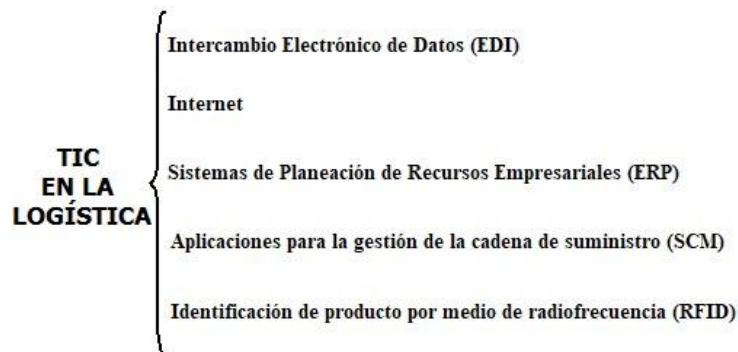 TIC
EN LA
LOGÍSTICA
Intercambio Electrónico de Datos (EDI)
Internet
Sistemas de Planeación de Recursos Empresariales (ERP)
Aplicaciones para la gestión de la cadena de suministro (SCM)
Identificación de producto por medio de radiofrecuencia (RFID)